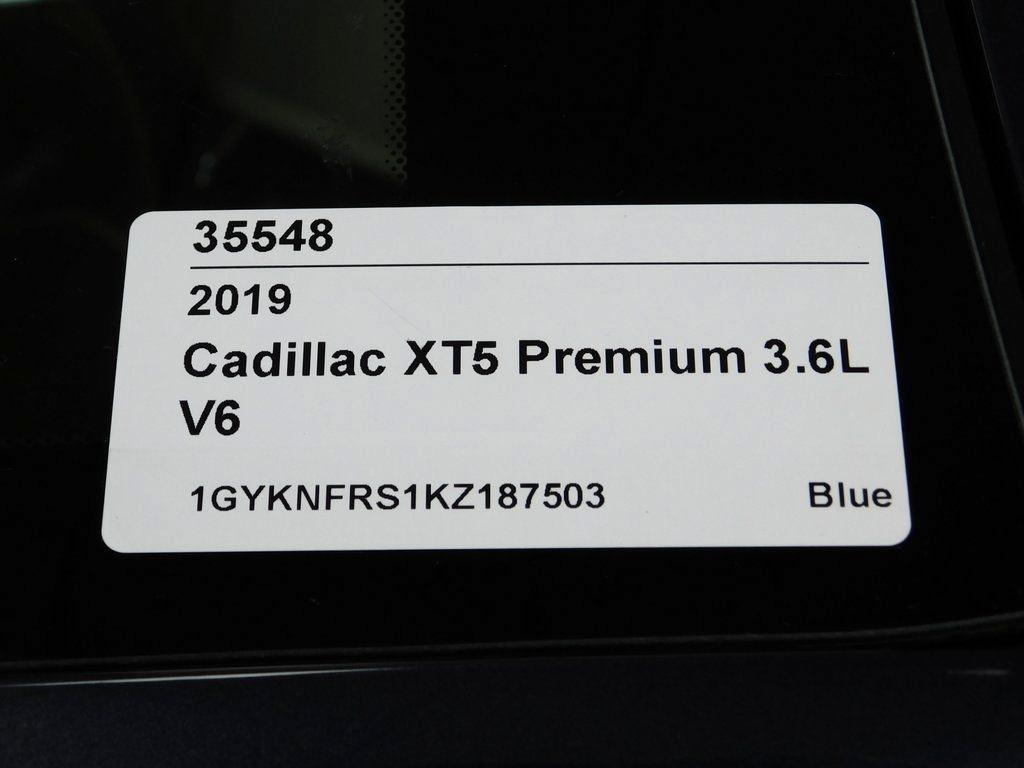 35548
2019
Cadillac XT5 Premium 3.6L
V6
1GYKNFRS1KZ187503 Blue